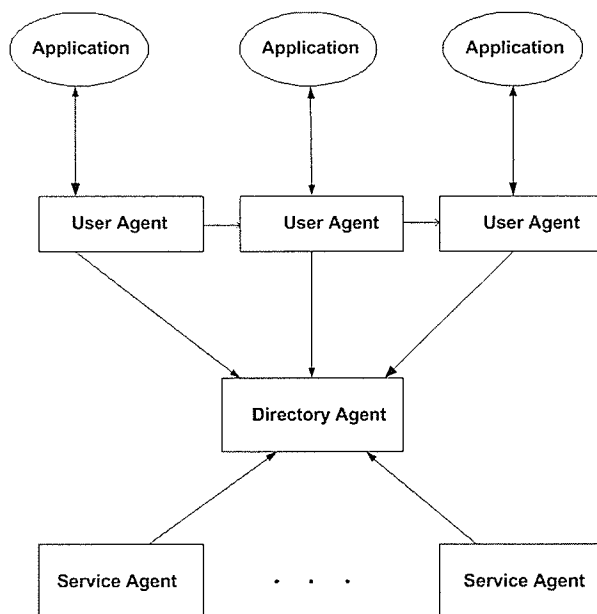 Application
Application
Application
User Agent
User Agent
User Agent
Directory Agent
Service Agent
. . .
Service Agent